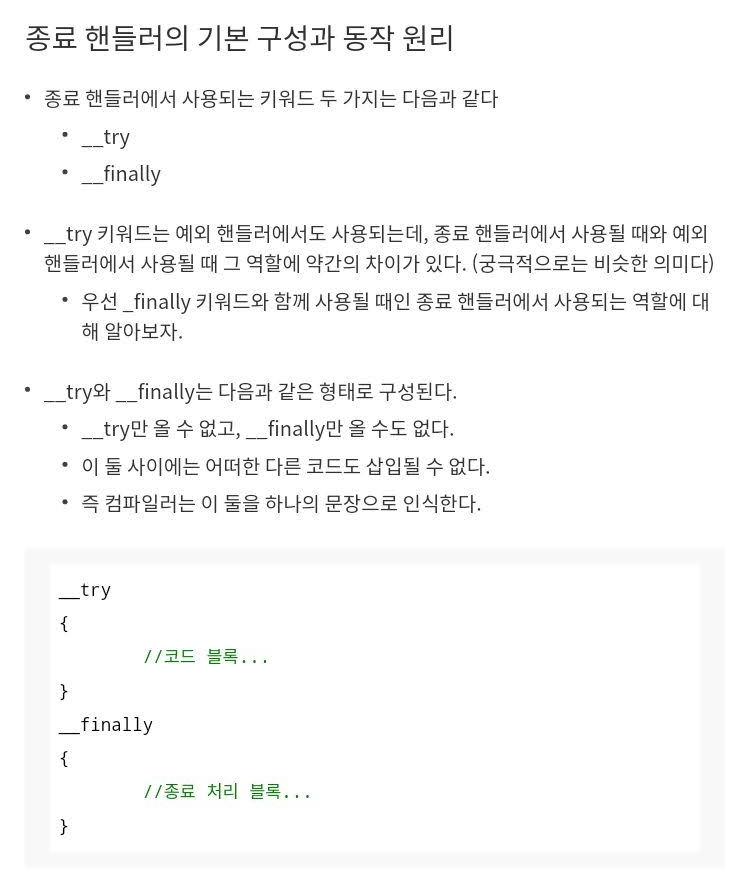 종료 핸들러의 기본 구성과 동작 원리
• 종료 핸들러에서 사용되는 키워드 두 가지는 다음과 같다
• __try
• __finally
• __try 키워드는 예외 핸들러에서도 사용되는데, 종료 핸들러에서 사용될 때와 예외
핸들러에서 사용될 때 그 역할에 약간의 차이가 있다. (궁극적으로는 비슷한 의미다)
• 우선 _finally 키워드와 함께 사용될 때인 종료 핸들러에서 사용되는 역할에 대
해 알아보자.
• __try와 __finally는 다음과 같은 형태로 구성된다.
• __try만 올 수 없고, __finally만 올 수도 없다.
• 이 둘 사이에는 어떠한 다른 코드도 삽입될 수 없다.
• 즉 컴파일러는 이 둘을 하나의 문장으로 인식한다.
__try
{
//코드 블록...
}
__finally
{
//종료 처리 블록...
}